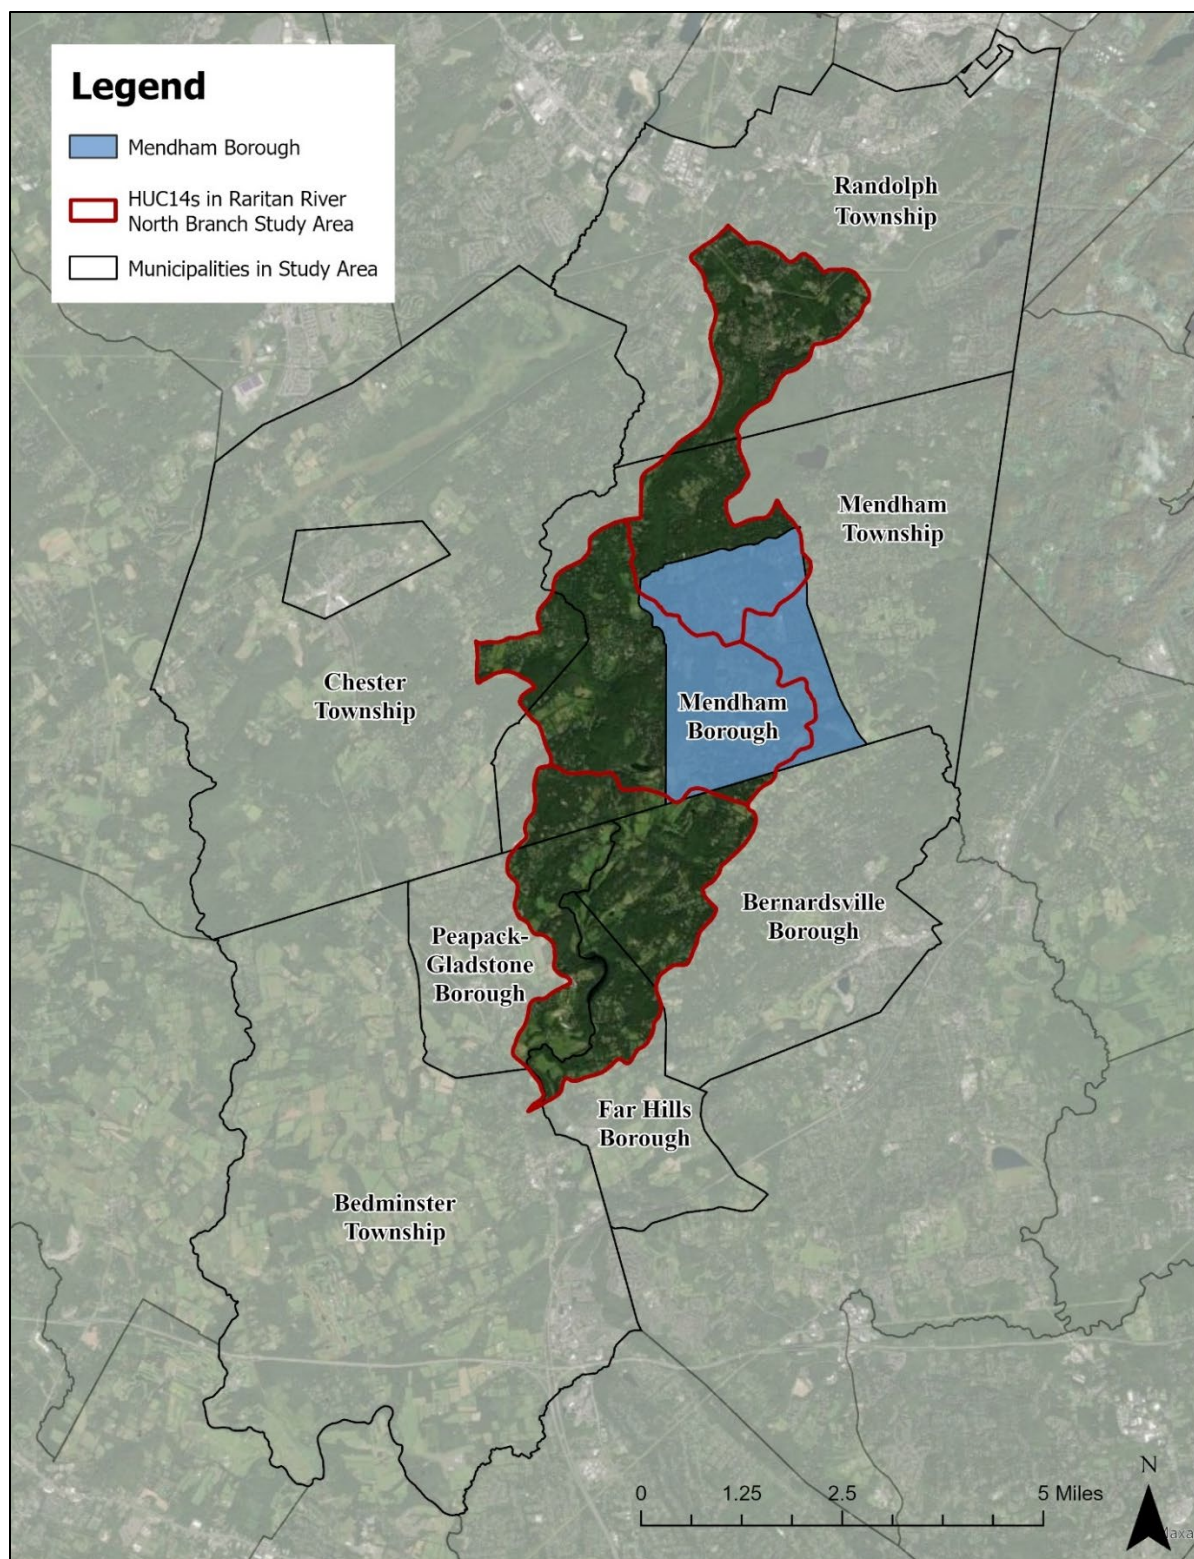 Legend
Mendham Borough
HUC14s in Raritan River
North Branch Study Area
Municipalities in Study Area
Randolph
Township
Mendham
Township
Chester
Township
Mendham
Borough
Bernardsville
Borough
Peapack-
Gladstone
Borough
Far Hills
Borough
Bedminster
Township
0 1.25 2.5 5 Miles
N